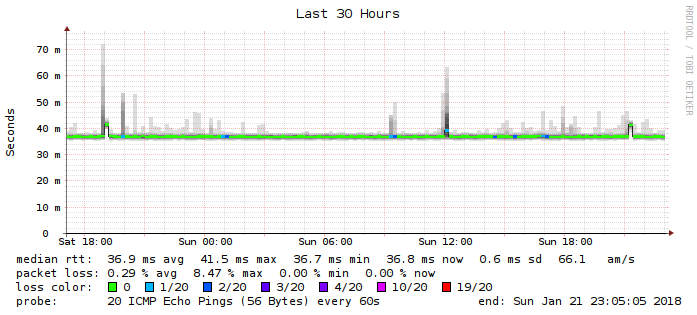 Last 30 Hours
RRDTOOL / TOBI OETIKER
Seconds
70 m
60 m
50 m
40 m
30 m
20 m
10 m
0
Sat 18:00 Sun 00:00 Sun 06:00 Sun 12:00 Sun 18:00
median rtt: 36.9 ms avg 41.5 ms max 36.7 ms min 36.8 ms now 0.6 ms sd 66.1 am/s
packet loss: 0.29 % avg 8.47 % max 0.00 % min 0.00 % now
loss color: 0 1/20 2/20 3/20 4/20 10/20 19/20
probe: 20 ICMP Echo Pings (56 Bytes) every 60s end: Sun Jan 21 23:05:05 2018